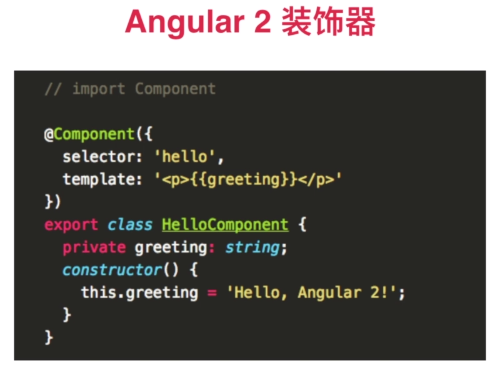 Angular 2 装饰器
// import Component
@Component({
  selector: 'hello',
  template: '<p>{{greeting}}</p>'
})
export class HelloComponent {
  private greeting: string;
  constructor() {
    this.greeting = 'Hello, Angular 2!';
  }
}